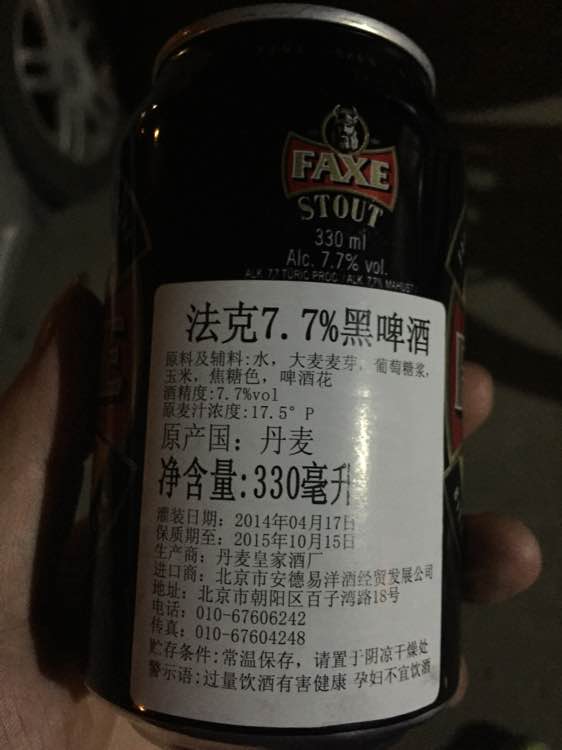 FAXE
STOUT
330 ml
Alc. 7.7% vol.
ALK. 7,7 TÜRIC PROC. ALK. 7,7% MAHUST
法克7.7%黑啤酒
原料及辅料:水，大麦麦芽，葡萄糖浆，
玉米，焦糖色，啤酒花
酒精度:7.7%vol
原麦汁浓度:17.5°P
原产国：丹麦
净含量:330毫升
灌装日期：2014年04月17日
保质期至：2015年10月15日
生产商：丹麦皇家酒厂
进口商：北京市安德易洋酒经贸发展公司
地址：北京市朝阳区百子湾路18号
电话：010-67606242
传真：010-67604248
贮存条件:常温保存，请置于阴凉干燥处
警示语:过量饮酒有害健康 孕妇不宜饮酒